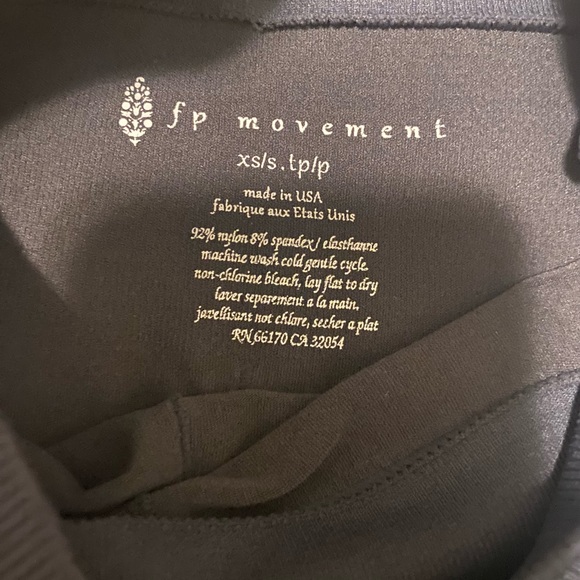 fp movement
xs/s.tp/p
made in USA
fabrique aux Etats Unis
92% nylon 8% spandex/ elasthanne
machine wash cold gentle cycle.
non-chlorine bleach, lay flat to dry
laver separement a la main,
javellisant not chlore, secher a plat
RN 66170 CA 32054